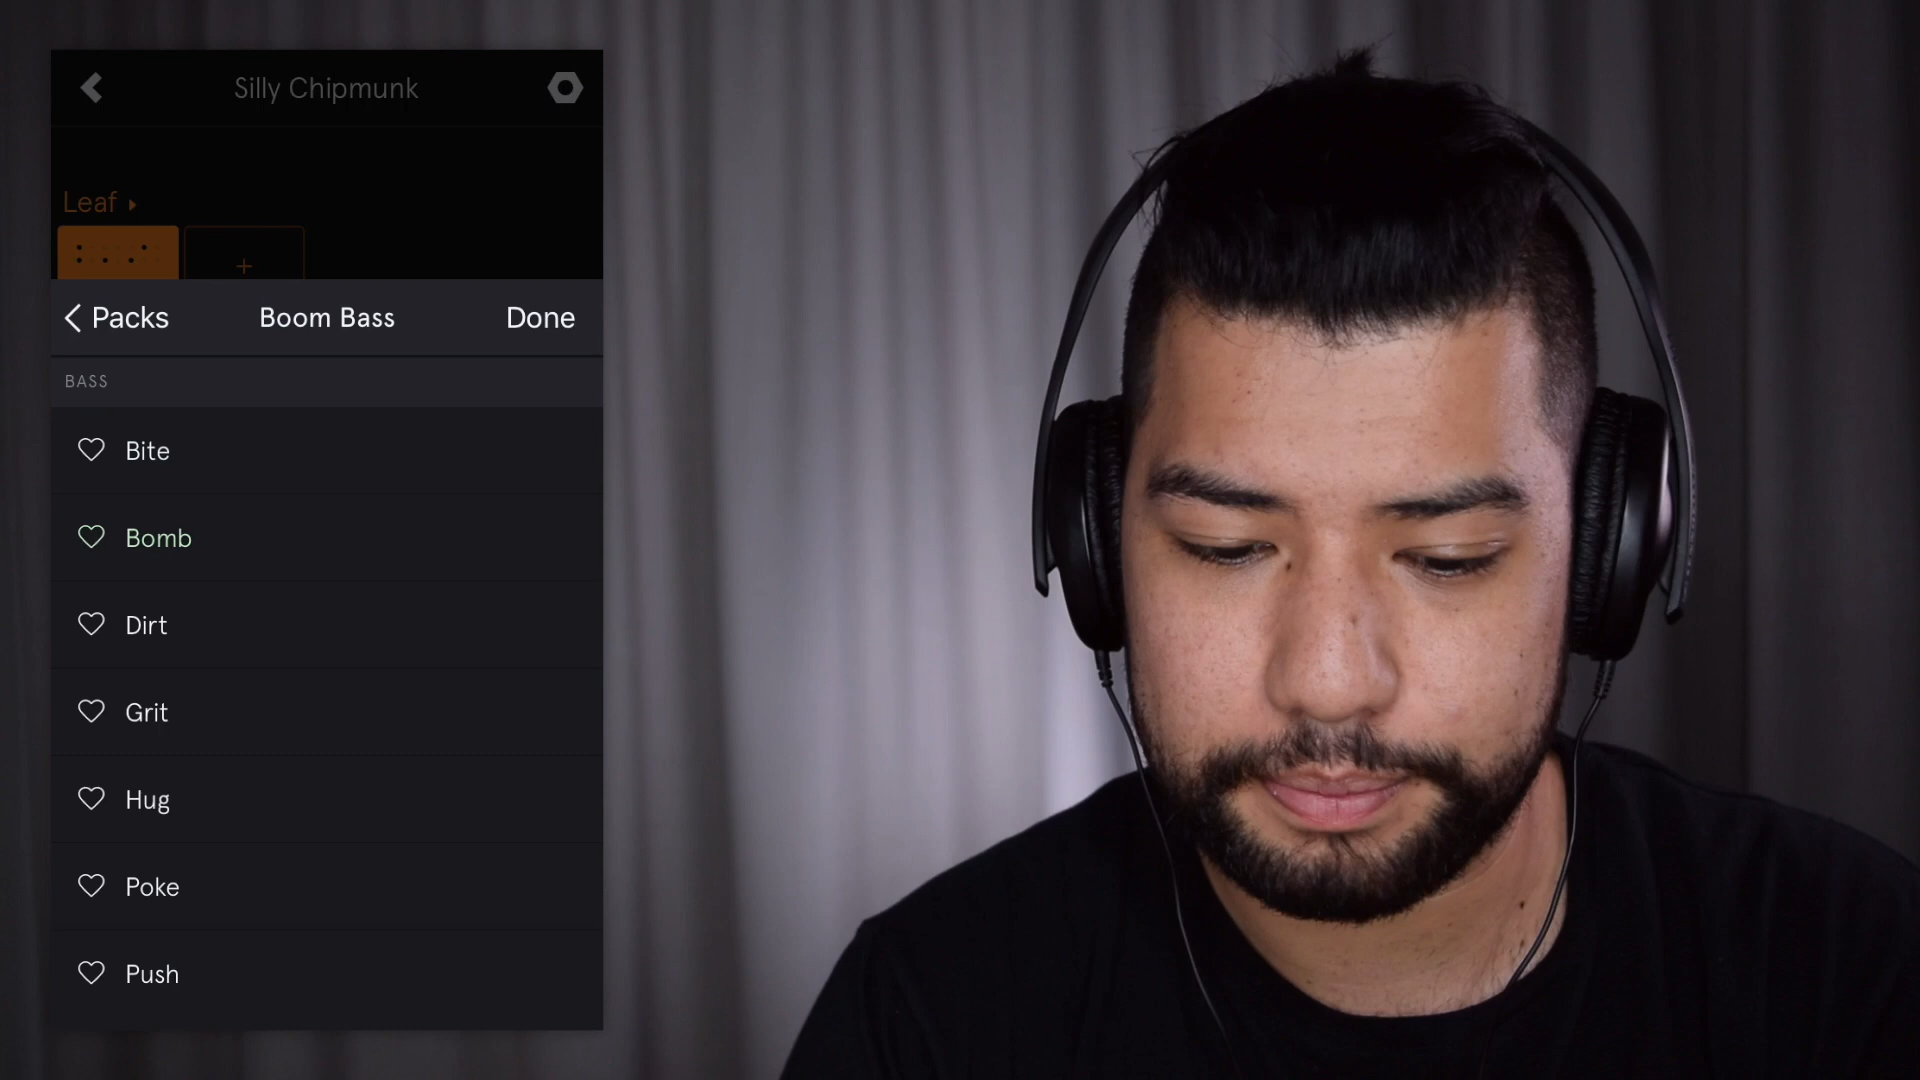 Silly Chipmunk
Leaf
+
Packs Boom Bass Done
BASS
Bite
Bomb
Dirt
Grit
Hug
Poke
Push